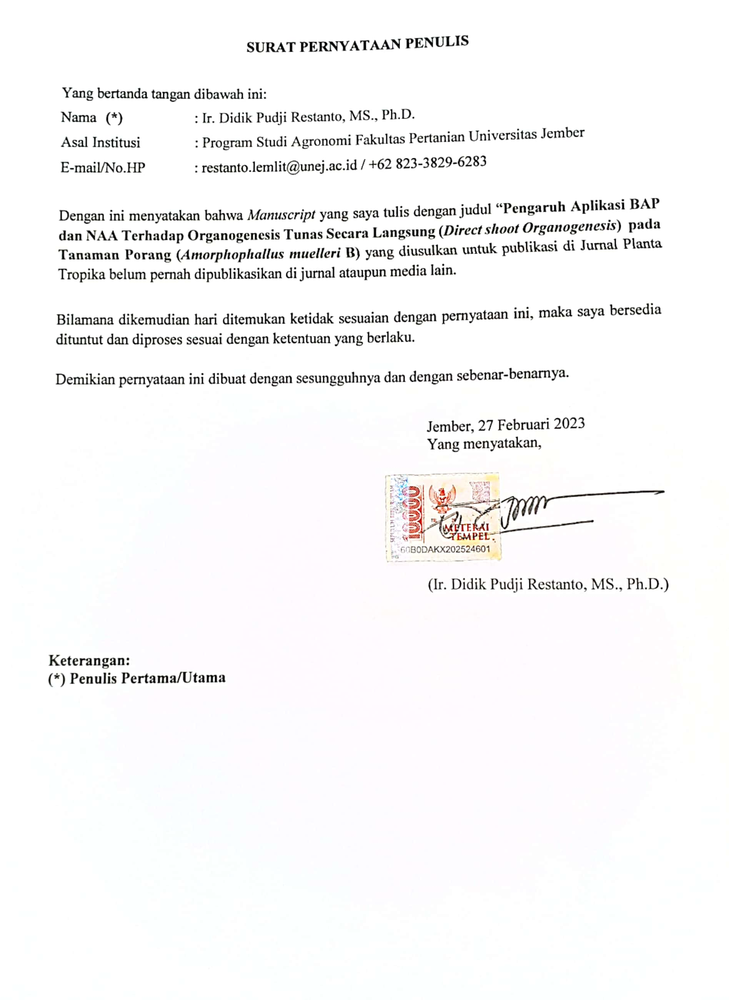 SURAT PERNYATAAN PENULIS
Yang bertanda tangan dibawah ini:
Nama (*) : Ir. Didik Pudji Restanto, MS., Ph.D.
Asal Institusi : Program Studi Agronomi Fakultas Pertanian Universitas Jember
E-mail/No.HP : restanto.lemlit@unej.ac.id / +62 823-3829-6283
Dengan ini menyatakan bahwa Manuscript yang saya tulis dengan judul “Pengaruh Aplikasi BAP
dan NAA Terhadap Organogenesis Tunas Secara Langsung (Direct shoot Organogenesis) pada
Tanaman Porang (Amorphophallus muelleri B) yang diusulkan untuk publikasi di Jurnal Planta
Tropika belum pernah dipublikasikan di jurnal ataupun media lain.
Bilamana dikemudian hari ditemukan ketidak sesuaian dengan pernyataan ini, maka saya bersedia
dituntut dan diproses sesuai dengan ketentuan yang berlaku.
Demikian pernyataan ini dibuat dengan sesungguhnya dan dengan sebenar-benarnya.
Jember, 27 Februari 2023
Yang menyatakan,
SEPULUH RIBU RUPIAH
10000
METERAI
TEMPEL
60B0DAKX202524601
(Ir. Didik Pudji Restanto, MS., Ph.D.)
Keterangan:
(*) Penulis Pertama/Utama